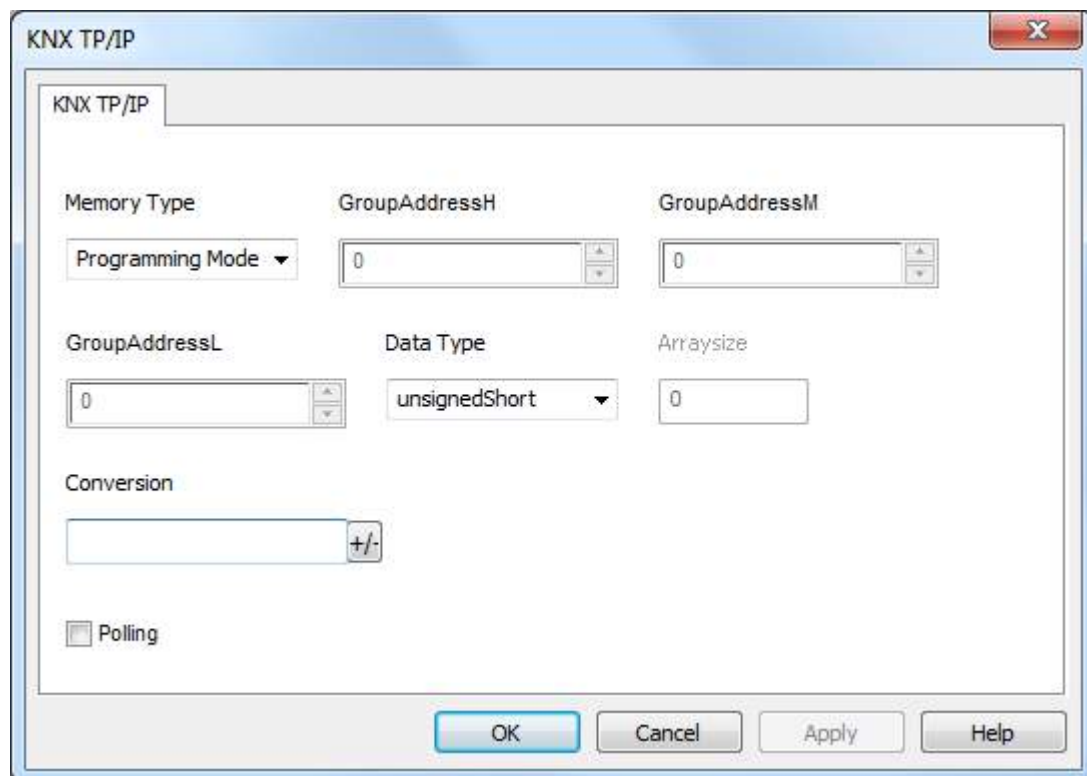 KNX TP/IP
KNX TP/IP
Memory Type GroupAddressH GroupAddressM
Programming Mode 0 0
GroupAddressL Data Type Arraysize
0 unsignedShort 0
Conversion
+/-
Polling
OK Cancel Apply Help